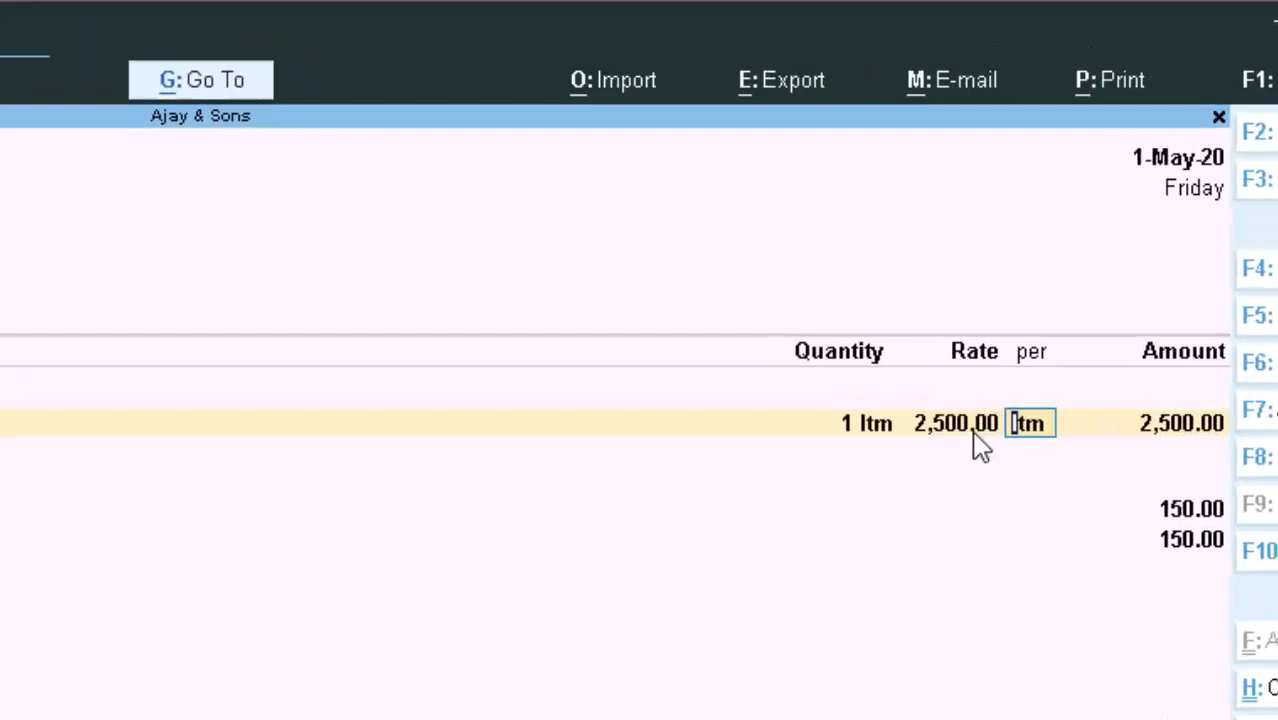 G: Go To O: Import E: Export M: E-mail P: Print F1:
Ajay & Sons
F2:
1-May-20
F3:
Friday
F4:
F5:
Quantity Rate per Amount
F6:
F7:
1 Itm 2,500.00 Itm 2,500.00
F8:
150.00
F9:
150.00
F10
F: A
H: